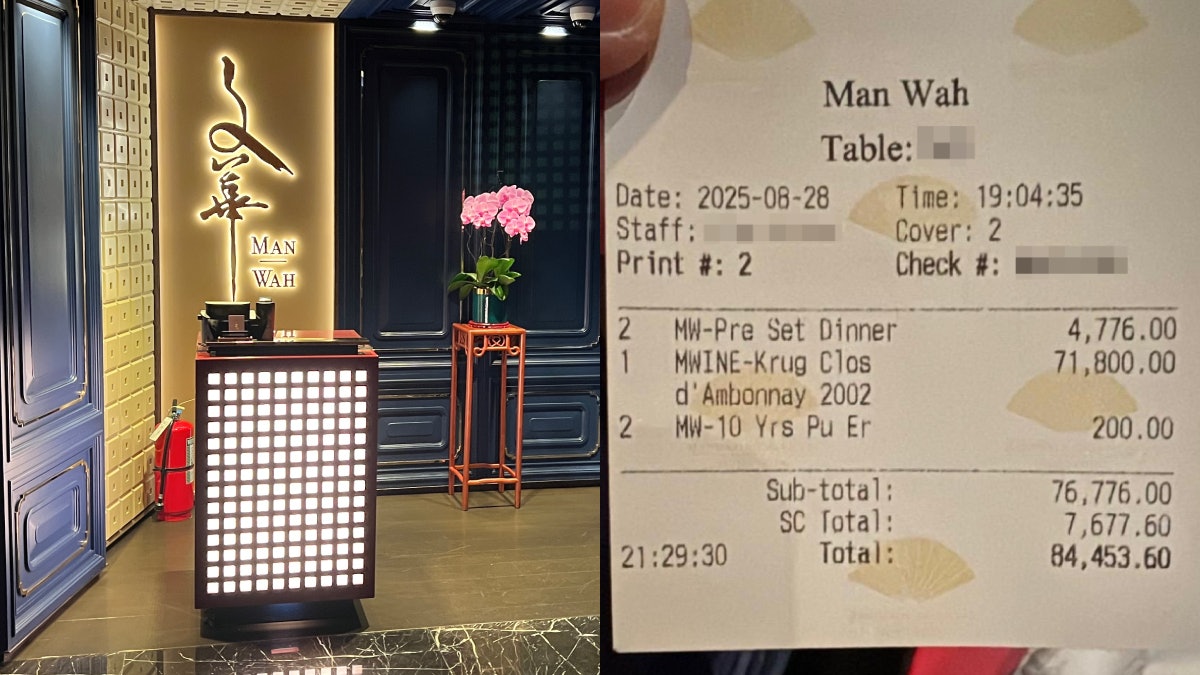 文華
MAN
WAH
Man Wah
Table:
Date: 2025-08-28 Time: 19:04:35
Staff: Cover: 2
Print #: 2 Check #:
2 MW-Pre Set Dinner 4,776.00
1 MWINE-Krug Clos 71,800.00
d'Ambonnay 2002
2 MW-10 Yrs Pu Er 200.00
Sub-total: 76,776.00
SC Total: 7,677.60
21:29:30 Total: 84,453.60